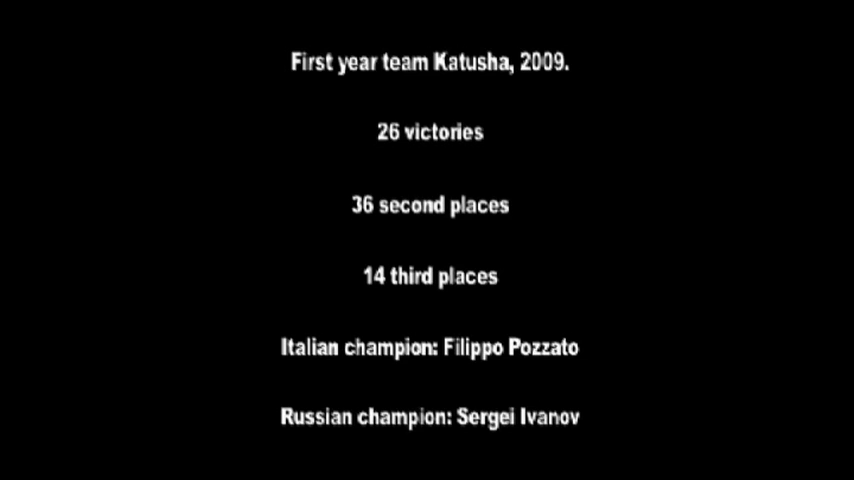 First year team Katusha, 2009.
26 victories
36 second places
14 third places
Italian champion: Filippo Pozzato
Russian champion: Sergei Ivanov